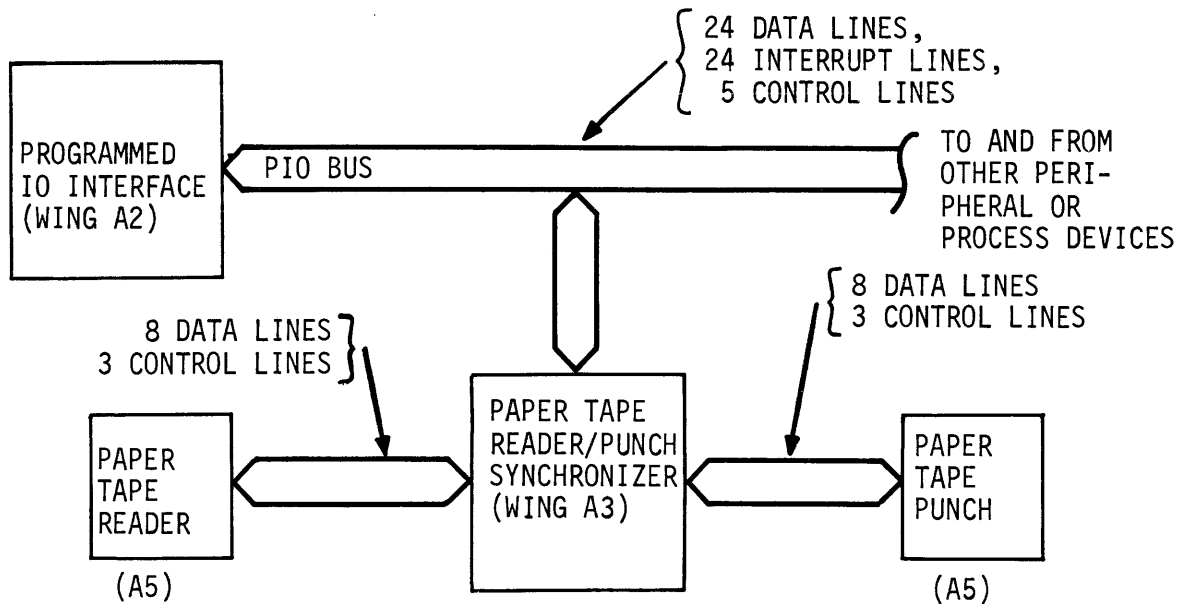 24 DATA LINES,
24 INTERRUPT LINES,
5 CONTROL LINES
PROGRAMMED
IO INTERFACE
(WING A2)
PIO BUS
TO AND FROM
OTHER PERI-
PHERAL OR
PROCESS DEVICES
8 DATA LINES
3 CONTROL LINES
8 DATA LINES
3 CONTROL LINES
PAPER
TAPE
READER
(A5)
PAPER TAPE
READER/PUNCH
SYNCHRONIZER
(WING A3)
PAPER
TAPE
PUNCH
(A5)